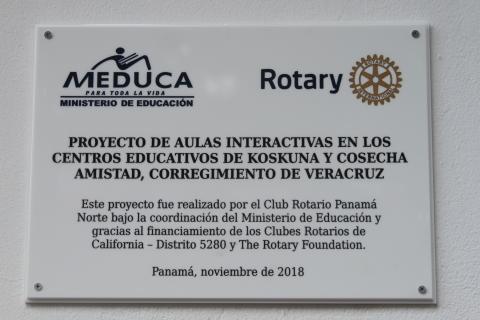 MEDUCA
PARA TODA LA VIDA
MINISTERIO DE EDUCACIÓN
Rotary
ROTARY INTERNATIONAL
PROYECTO DE AULAS INTERACTIVAS EN LOS
CENTROS EDUCATIVOS DE KOSKUNA Y COSECHA
AMISTAD, CORREGIMIENTO DE VERACRUZ
Este proyecto fue realizado por el Club Rotario Panamá
Norte bajo la coordinación del Ministerio de Educación y
gracias al financiamiento de los Clubes Rotarios de
California – Distrito 5280 y The Rotary Foundation.
Panamá, noviembre de 2018